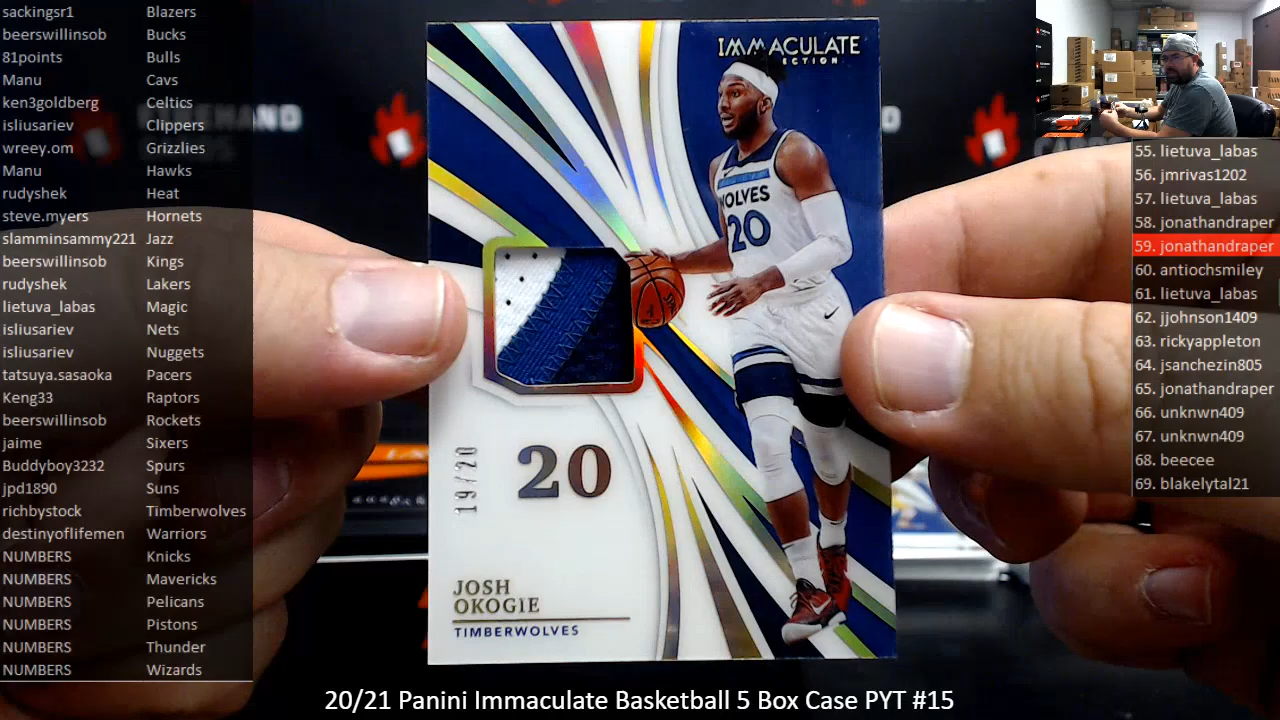 sackingsr1 Blazers
beerswillinsob Bucks
81points Bulls
Manu Cavs
ken3goldberg Celtics
isliusariev Clippers
wreey.om Grizzlies
Manu Hawks
rudyshek Heat
steve.myers Hornets
slamminsammy221 Jazz
beerswillinsob Kings
rudyshek Lakers
lietuva_labas Magic
isliusariev Nets
isliusariev Nuggets
tatsuya.sasaoka Pacers
Keng33 Raptors
beerswillinsob Rockets
jaime Sixers
Buddyboy3232 Spurs
jpd1890 Suns
richbystock Timberwolves
destinyoflifemen Warriors
NUMBERS Knicks
NUMBERS Mavericks
NUMBERS Pelicans
NUMBERS Pistons
NUMBERS Thunder
NUMBERS Wizards
IMMACULATE
WOLVES
20
19/20
20
JOSH
OKOGIE
TIMBERWOLVES
55. lietuva_labas
56. jmrivas1202
57. lietuva_labas
58. jonathandraper
59. jonathandraper
60. antiochsmiley
61. lietuva_labas
62. jjohnson1409
63. rickyappleton
64. jsanchezin805
65. jonathandraper
66. unknwn409
67. unknwn409
68. beecee
69. blakelytal21
20/21 Panini Immaculate Basketball 5 Box Case PYT #15